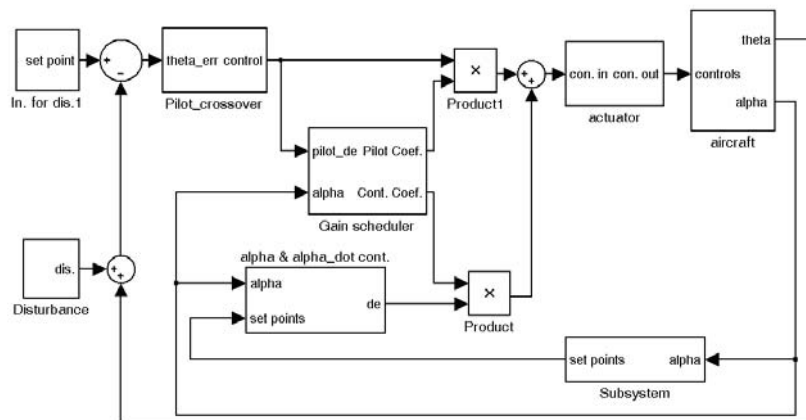 set point
In. for dis.1
+
-
theta_err control
Pilot_crossover
×
Product1
+
+
con. in con. out
actuator
theta
controls
alpha
aircraft
pilot_de Pilot Coef.
alpha Cont. Coef.
Gain scheduler
dis.
Disturbance
+
+
alpha & alpha_dot cont.
alpha
de
set points
×
Product
set points alpha
Subsystem